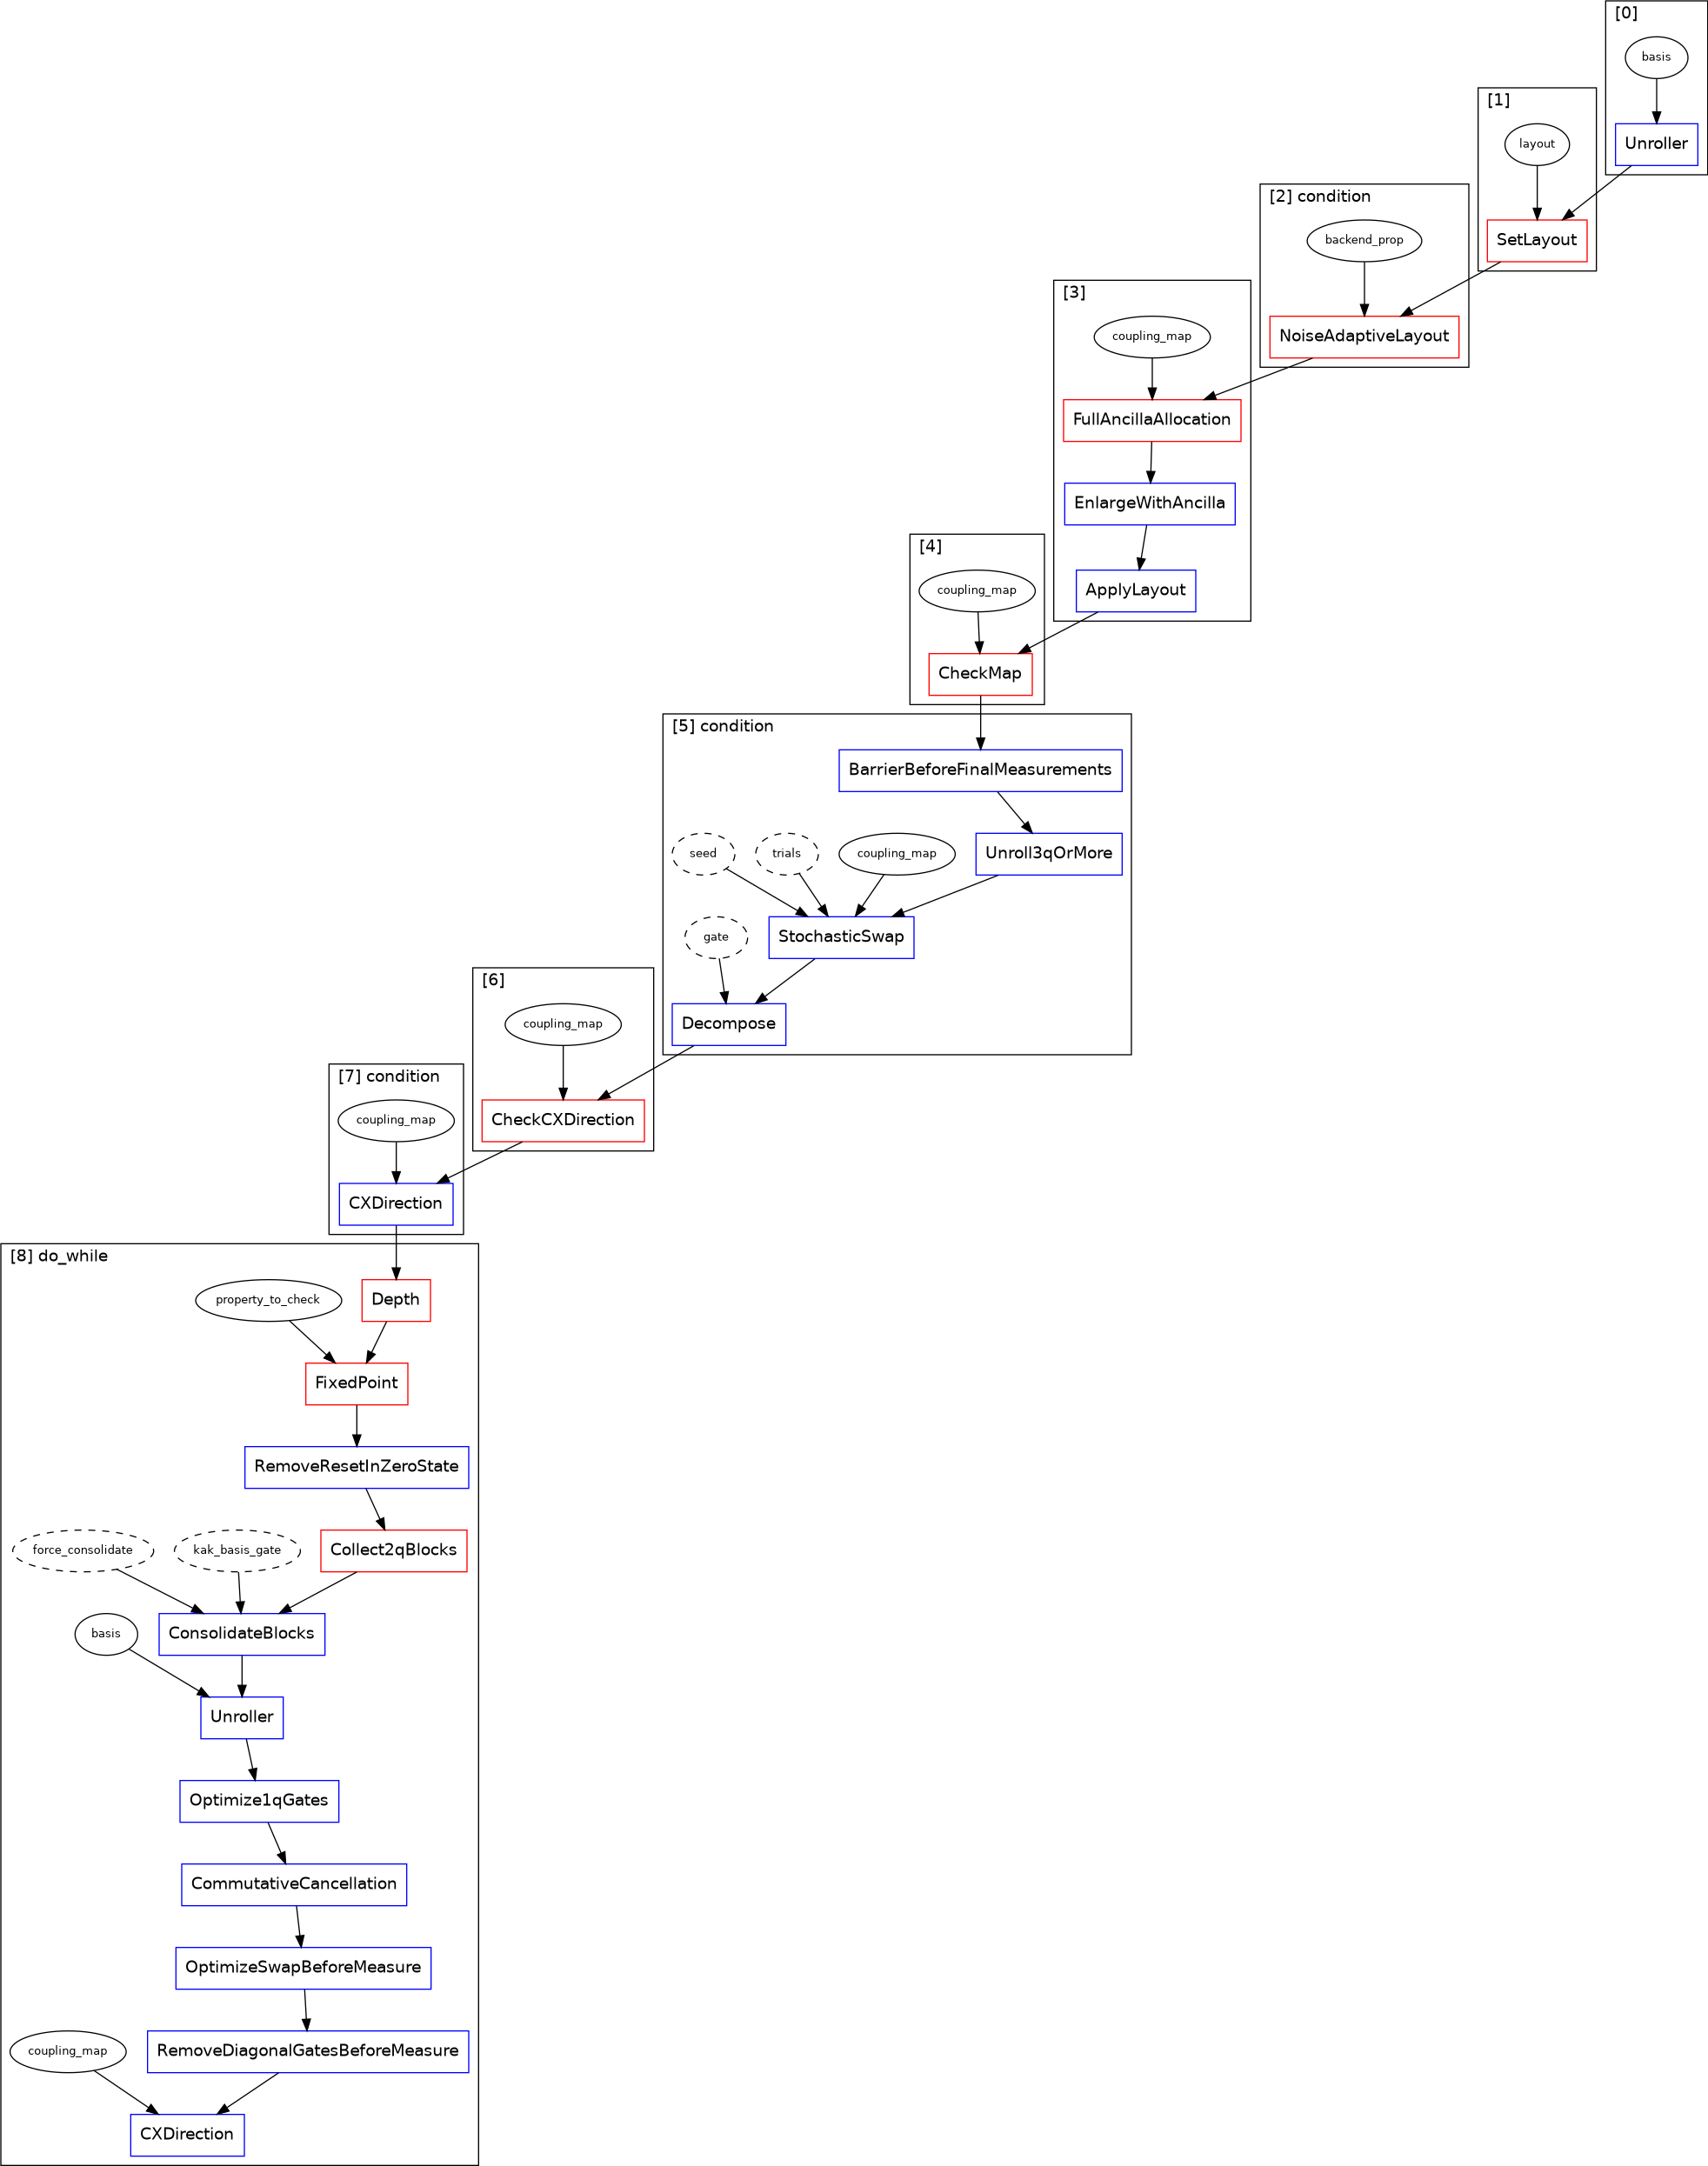 [0]
basis
Unroller
[1]
layout
SetLayout
[2] condition
backend_prop
NoiseAdaptiveLayout
[3]
coupling_map
FullAncillaAllocation
EnlargeWithAncilla
ApplyLayout
[4]
coupling_map
CheckMap
[5] condition
BarrierBeforeFinalMeasurements
seed
trials
coupling_map
Unroll3qOrMore
gate
StochasticSwap
Decompose
[6]
coupling_map
CheckCXDirection
[7] condition
coupling_map
CXDirection
[8] do_while
property_to_check
Depth
FixedPoint
RemoveResetInZeroState
force_consolidate
kak_basis_gate
Collect2qBlocks
basis
ConsolidateBlocks
Unroller
Optimize1qGates
CommutativeCancellation
OptimizeSwapBeforeMeasure
coupling_map
RemoveDiagonalGatesBeforeMeasure
CXDirection